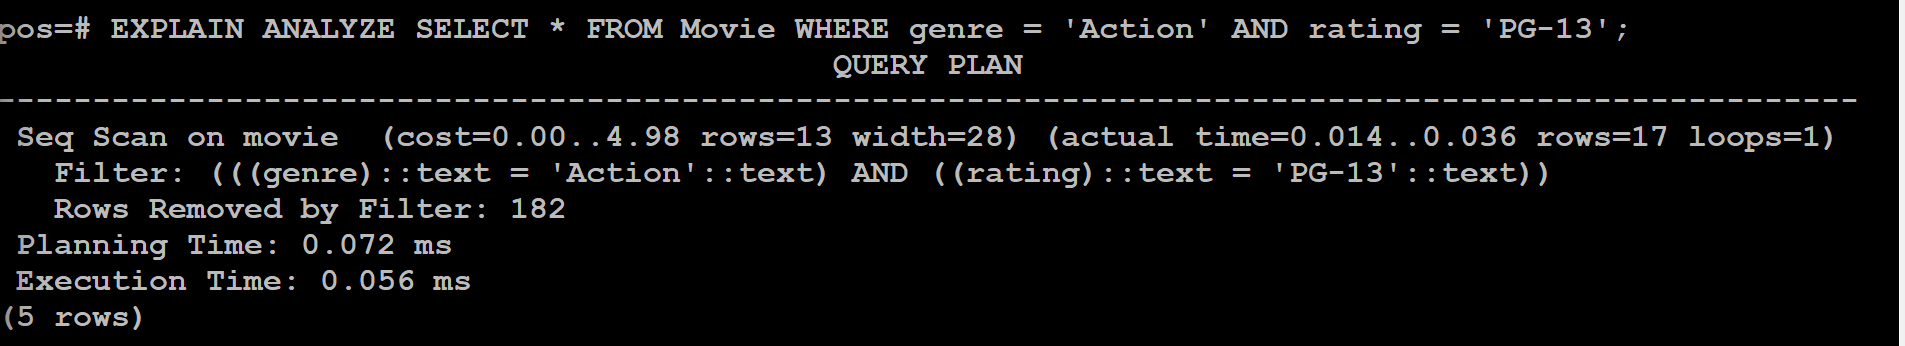 pos=# EXPLAIN ANALYZE SELECT * FROM Movie WHERE genre = 'Action' AND rating = 'PG-13';
QUERY PLAN
--------------------------------------------------------------------------------------------------
Seq Scan on movie  (cost=0.00..4.98 rows=13 width=28) (actual time=0.014..0.036 rows=17 loops=1)
Filter: (((genre)::text = 'Action'::text) AND ((rating)::text = 'PG-13'::text))
Rows Removed by Filter: 182
Planning Time: 0.072 ms
Execution Time: 0.056 ms
(5 rows)